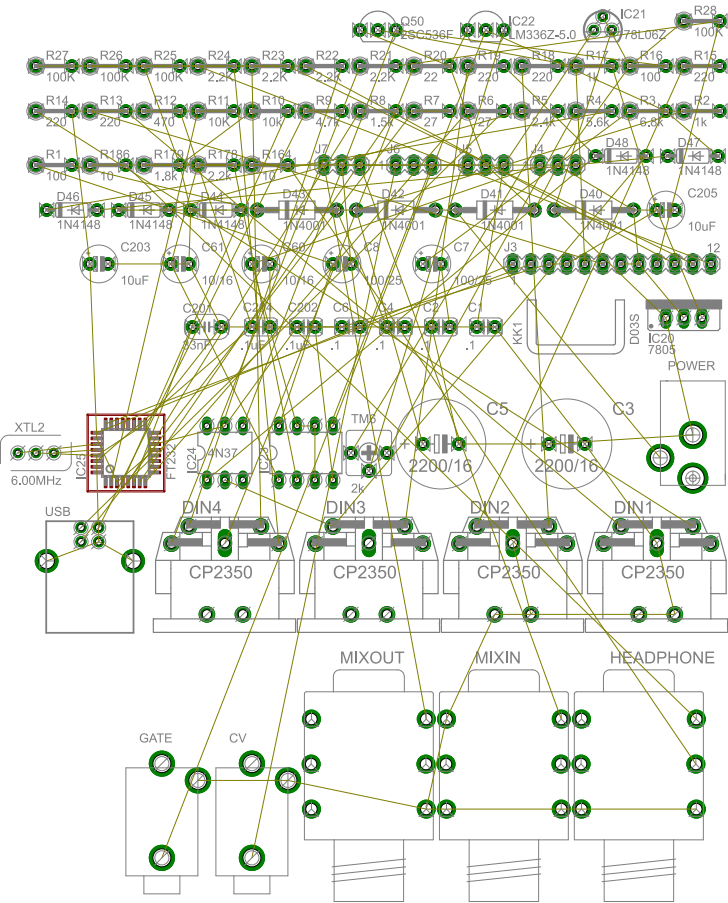 Q50 IC22 IC21 R28
2SC536F LM336Z-5.0 78L06Z 100K
R27 R26 R25 R24 R23 R22 R21 R20 R19 R18 R17 R16 R15
100K 100K 100K 2.2K 2.2K 2.2K 2.2K 22 220 220 1k 100 220
R14 R13 R12 R11 R10 R9 R8 R7 R6 R5 R4 R3 R2
220 220 470 10K 10K 4.7k 1.5k 27 27 2.4k 5.6k 6.8k 1k
R1 R186 R179 R178 R164 J7 J6 J5 J4 D48 D47
100 10 1,8k 2.2k 10 1N4148 1N4148
D46 D45 D44 D43 D42 D41 D40 C205
1N4148 1N4148 1N4148 1N4001 1N4001 1N4001 1N4001 10uF
C203 C61 C60 C8 C7 J3 12
10uF 10/16 10/16 100/25 100/25 1
C201 C204 C202 C6 C4 C2 C1 KK1 D03S IC20
33nF .1uF .1uF .1 .1 .1 .1 7805
POWER
XTL2 TM6 C5 C3
6.00MHz IC25 FT232 IC24 4N37 IC23 2k 2200/16 2200/16
USB DIN4 DIN3 DIN2 DIN1
CP2350 CP2350 CP2350 CP2350
MIXOUT MIXIN HEADPHONE
GATE CV